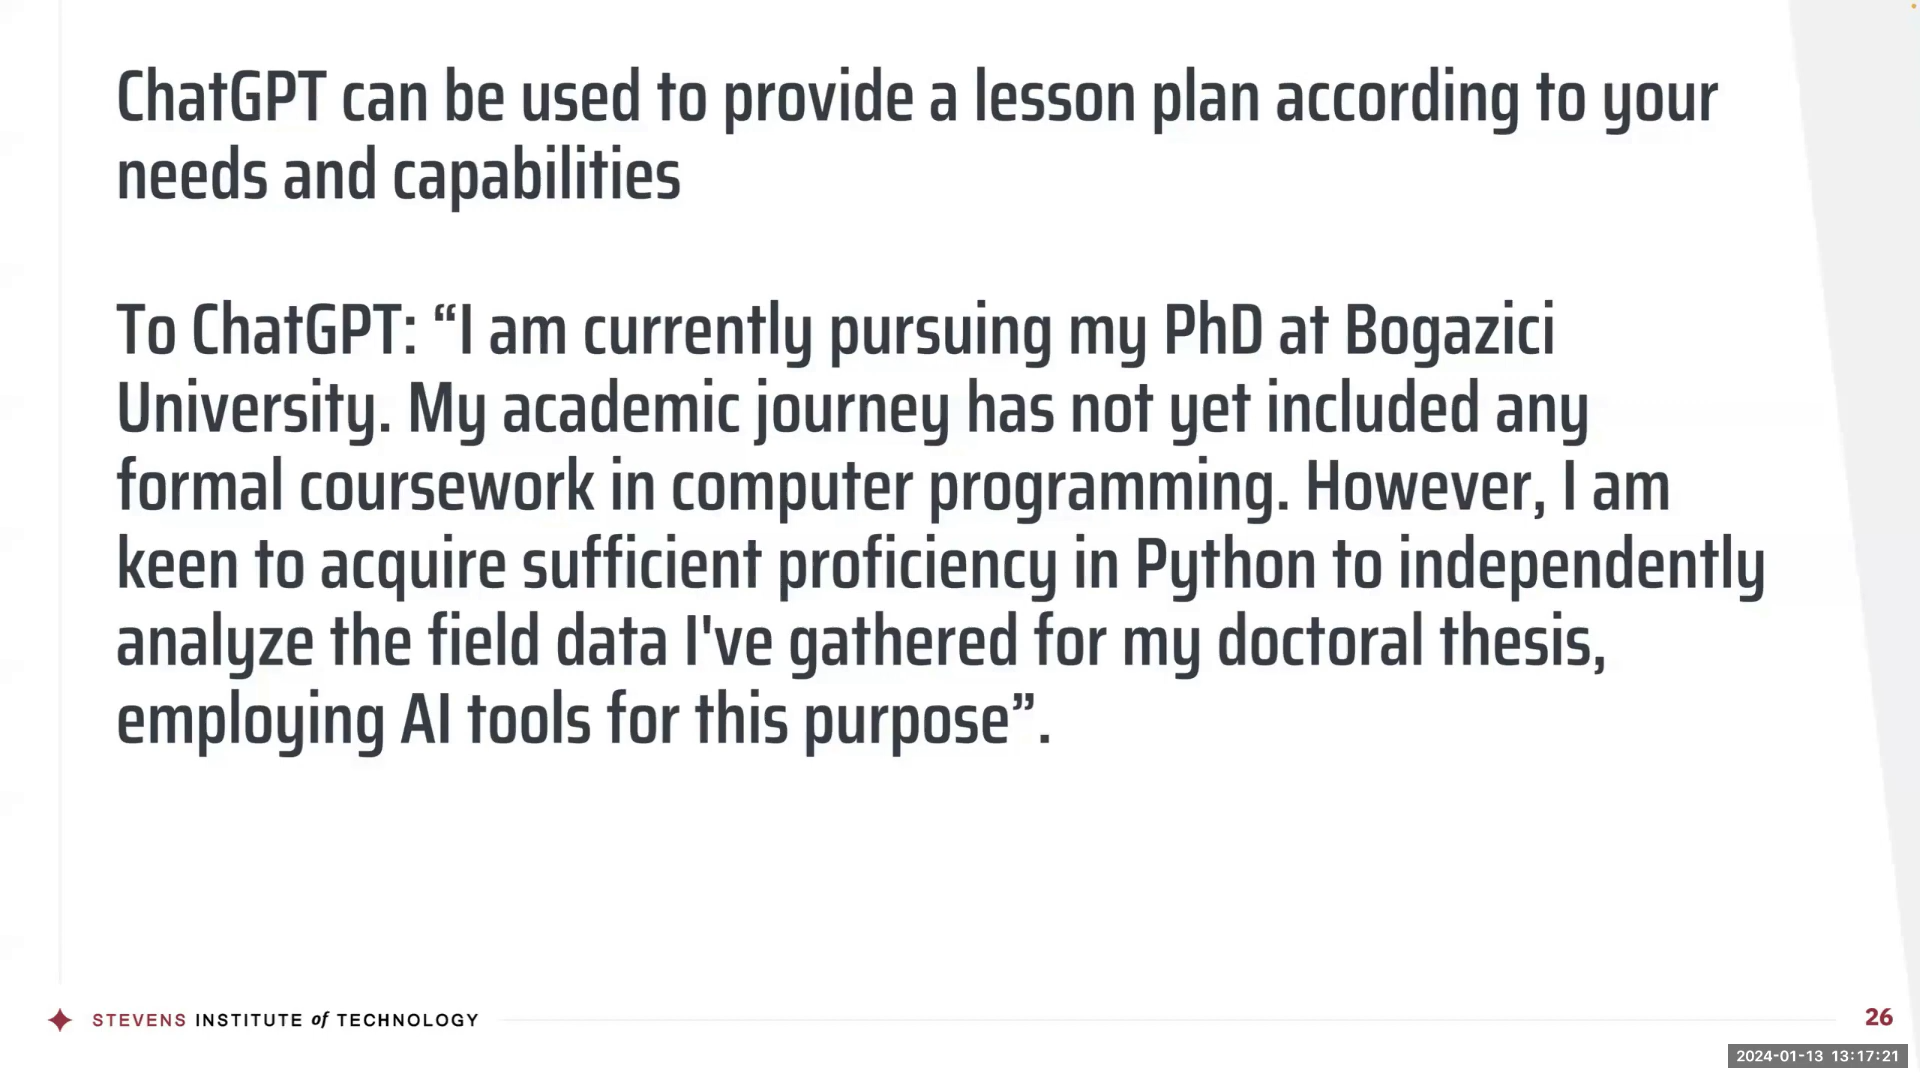 ChatGPT can be used to provide a lesson plan according to your
needs and capabilities
To ChatGPT: “I am currently pursuing my PhD at Bogazici
University. My academic journey has not yet included any
formal coursework in computer programming. However, I am
keen to acquire sufficient proficiency in Python to independently
analyze the field data I've gathered for my doctoral thesis,
employing AI tools for this purpose”.
STEVENS INSTITUTE of TECHNOLOGY
26
2024-01-13 13:17:21